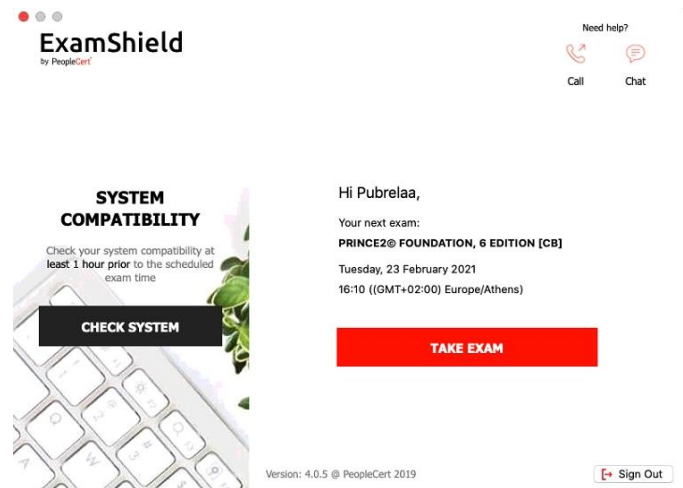 ExamShield
by PeopleCert
Need help?
Call
Chat
SYSTEM
COMPATIBILITY
Check your system compatibility at
least 1 hour prior to the scheduled
exam time
CHECK SYSTEM
Hi Pubrelaa,
Your next exam:
PRINCE2© FOUNDATION, 6 EDITION [CB]
Tuesday, 23 February 2021
16:10 ((GMT+02:00) Europe/Athens)
TAKE EXAM
Version: 4.0.5 @ PeopleCert 2019
Sign Out